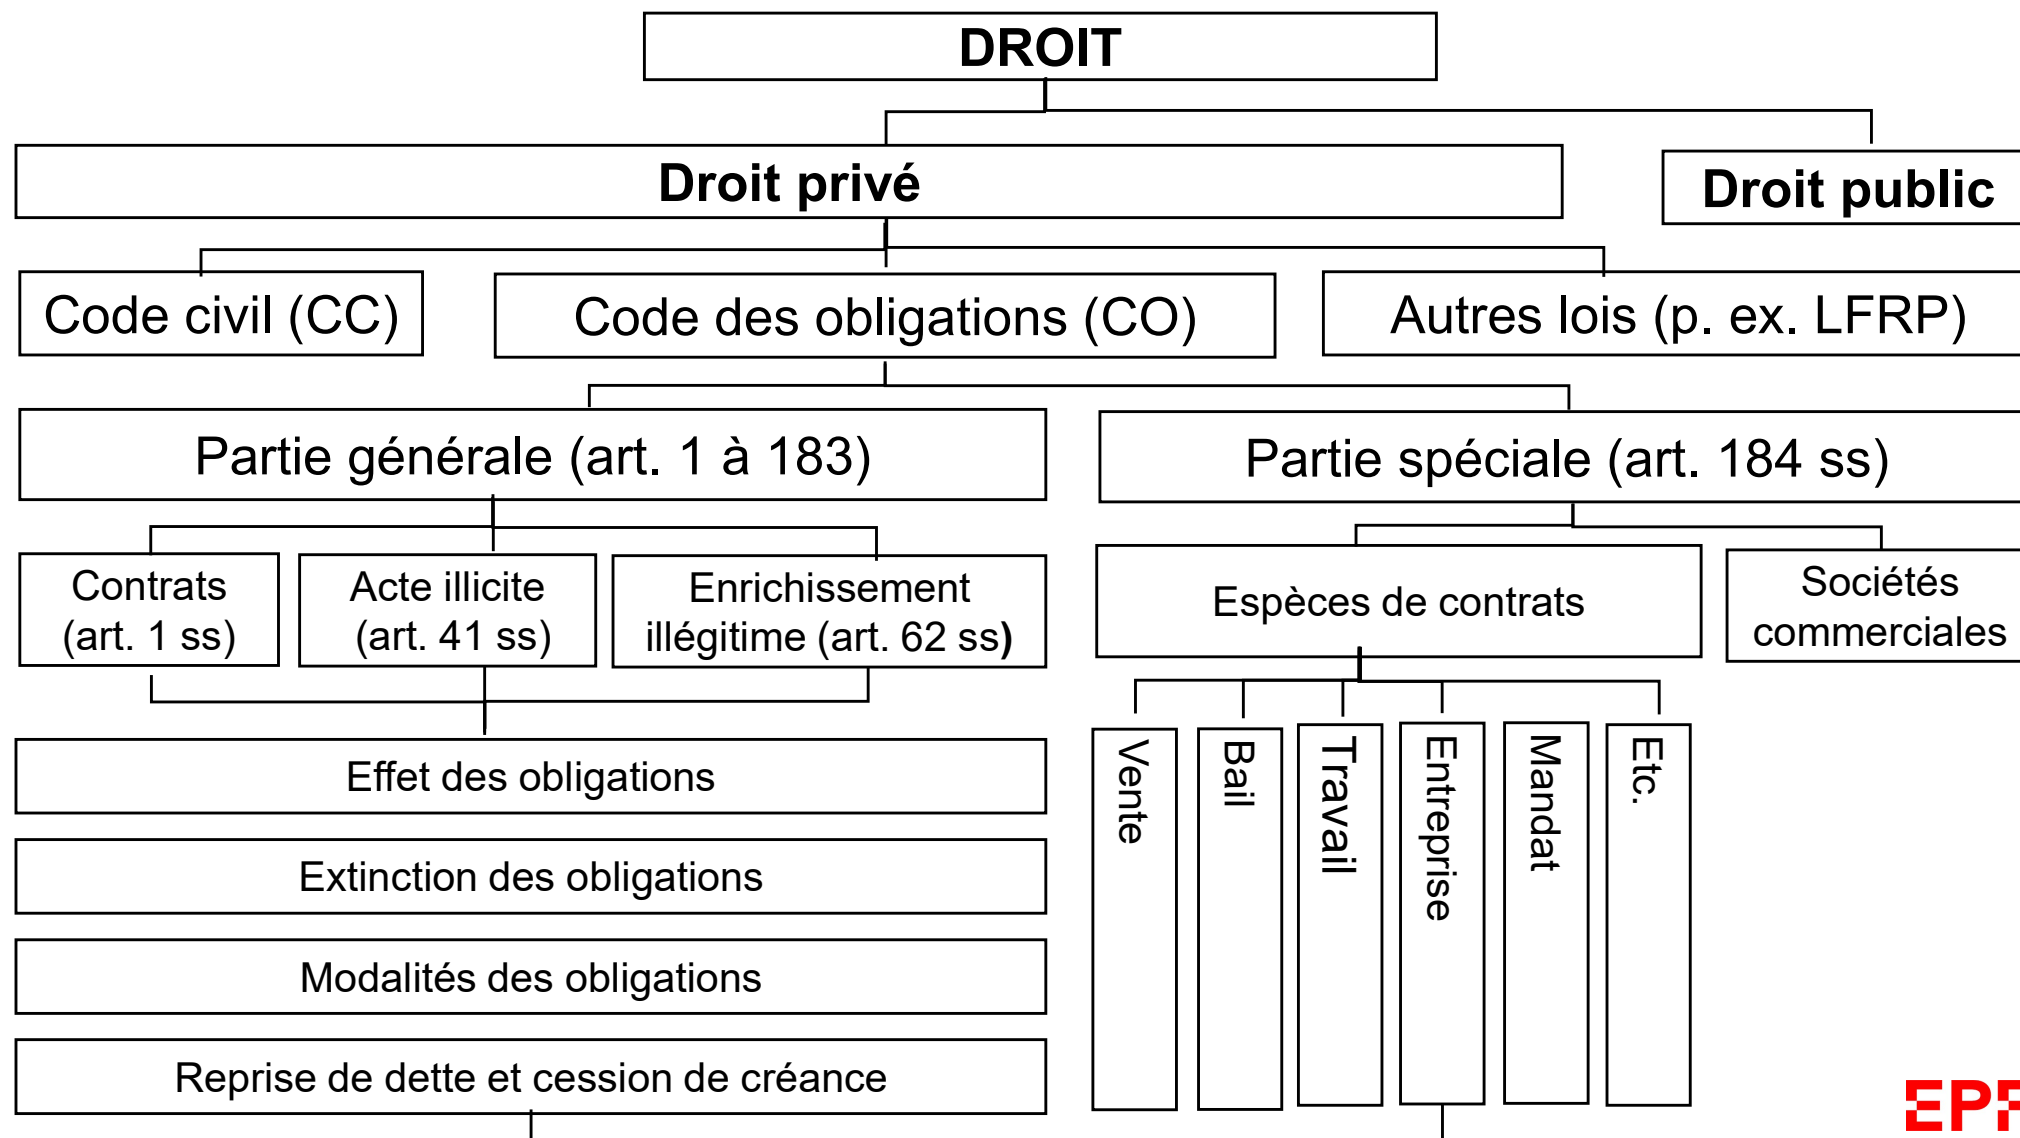 DROIT
Droit privé
Droit public
Code civil (CC)
Code des obligations (CO)
Autres lois (p. ex. LFRP)
Partie générale (art. 1 à 183)
Partie spéciale (art. 184 ss)
Contrats
(art. 1 ss)
Acte illicite
(art. 41 ss)
Enrichissement
illégitime (art. 62 ss)
Espèces de contrats
Sociétés
commerciales
Effet des obligations
Extinction des obligations
Modalités des obligations
Reprise de dette et cession de créance
Vente
Bail
Travail
Entreprise
Mandat
Etc.
EPF